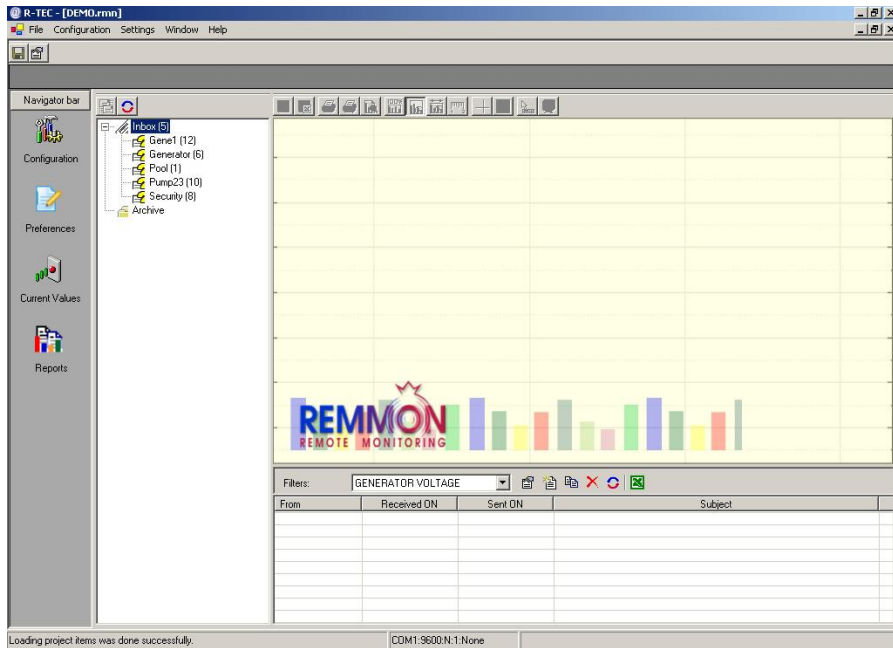 R-TEC - [DEMO.rmn]
File Configuration Settings Window Help
Navigator bar
Configuration
Preferences
Current Values
Reports
Inbox (5)
Gene1 (12)
Generator (6)
Pool (1)
Pump23 (10)
Security (8)
Archive
REMMON
REMOTE MONITORING
Filters: GENERATOR VOLTAGE
From Received ON Sent ON Subject
Loading project items was done successfully. COM1:9600:N:1:None